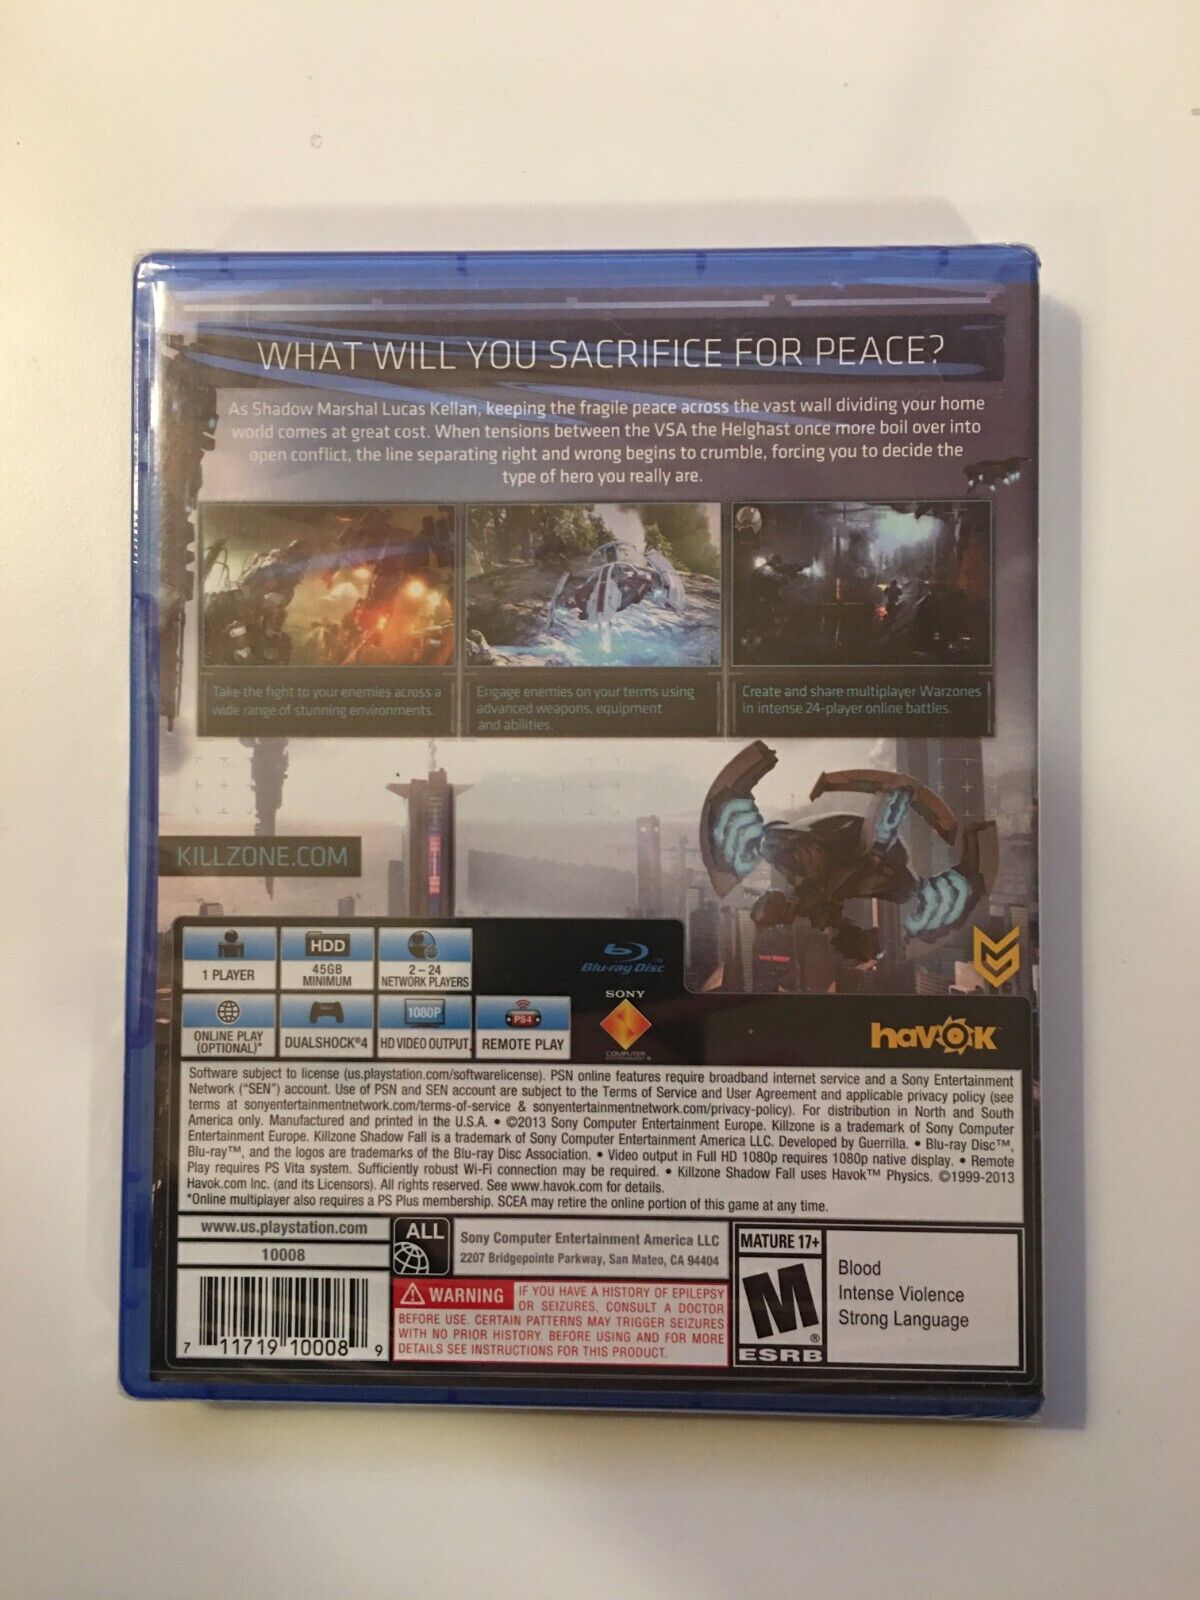 WHAT WILL YOU SACRIFICE FOR PEACE?
As Shadow Marshal Lucas Kellan, keeping the fragile peace across the vast wall dividing your home
world comes at great cost. When tensions between the VSA the Helghast once more boil over into
open conflict, the line separating right and wrong begins to crumble, forcing you to decide the
type of hero you really are.
Take the fight to your enemies across a
wide range of stunning environments.
Engage enemies on your terms using
advanced weapons, equipment
and abilities.
Create and share multiplayer Warzones
in intense 24-player online battles.
KILLZONE.COM
1 PLAYER
HDD
45GB
MINIMUM
2 – 24
NETWORK PLAYERS
Blu-ray Disc™
ONLINE PLAY
(OPTIONAL)*
DUALSHOCK®4
1080P
HD VIDEO OUTPUT
PS4
REMOTE PLAY
SONY
COMPUTER
ENTERTAINMENT ®
havok
Software subject to license (us.playstation.com/softwarelicense). PSN online features require broadband internet service and a Sony Entertainment
Network ("SEN") account. Use of PSN and SEN account are subject to the Terms of Service and User Agreement and applicable privacy policy (see
terms at sonyentertainmentnetwork.com/terms-of-service & sonyentertainmentnetwork.com/privacy-policy). For distribution in North and South
America only. Manufactured and printed in the U.S.A. • ©2013 Sony Computer Entertainment Europe. Killzone is a trademark of Sony Computer
Entertainment Europe. Killzone Shadow Fall is a trademark of Sony Computer Entertainment America LLC. Developed by Guerrilla. • Blu-ray Disc™,
Blu-ray™, and the logos are trademarks of the Blu-ray Disc Association. • Video output in Full HD 1080p requires 1080p native display. • Remote
Play requires PS Vita system. Sufficiently robust Wi-Fi connection may be required. • Killzone Shadow Fall uses Havok™ Physics. ©1999-2013
Havok.com Inc. (and its Licensors). All rights reserved. See www.havok.com for details.
*Online multiplayer also requires a PS Plus membership. SCEA may retire the online portion of this game at any time.
www.us.playstation.com
10008
7 11719 10008 9
ALL
Sony Computer Entertainment America LLC
2207 Bridgepointe Parkway, San Mateo, CA 94404
WARNING IF YOU HAVE A HISTORY OF EPILEPSY
OR SEIZURES, CONSULT A DOCTOR
BEFORE USE. CERTAIN PATTERNS MAY TRIGGER SEIZURES
WITH NO PRIOR HISTORY. BEFORE USING AND FOR MORE
DETAILS SEE INSTRUCTIONS FOR THIS PRODUCT.
MATURE 17+
M
®
ESRB
Blood
Intense Violence
Strong Language